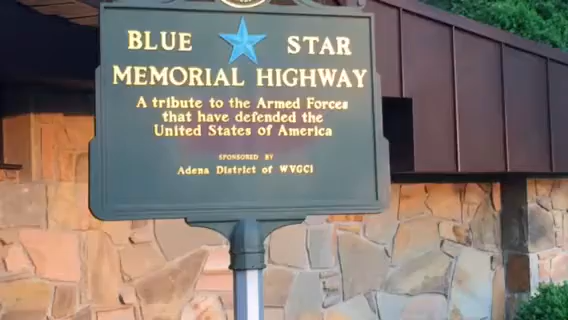 BLUE STAR
MEMORIAL HIGHWAY
A tribute to the Armed Forces
that have defended the
United States of America
SPONSORED BY
Adena District of WVGCI